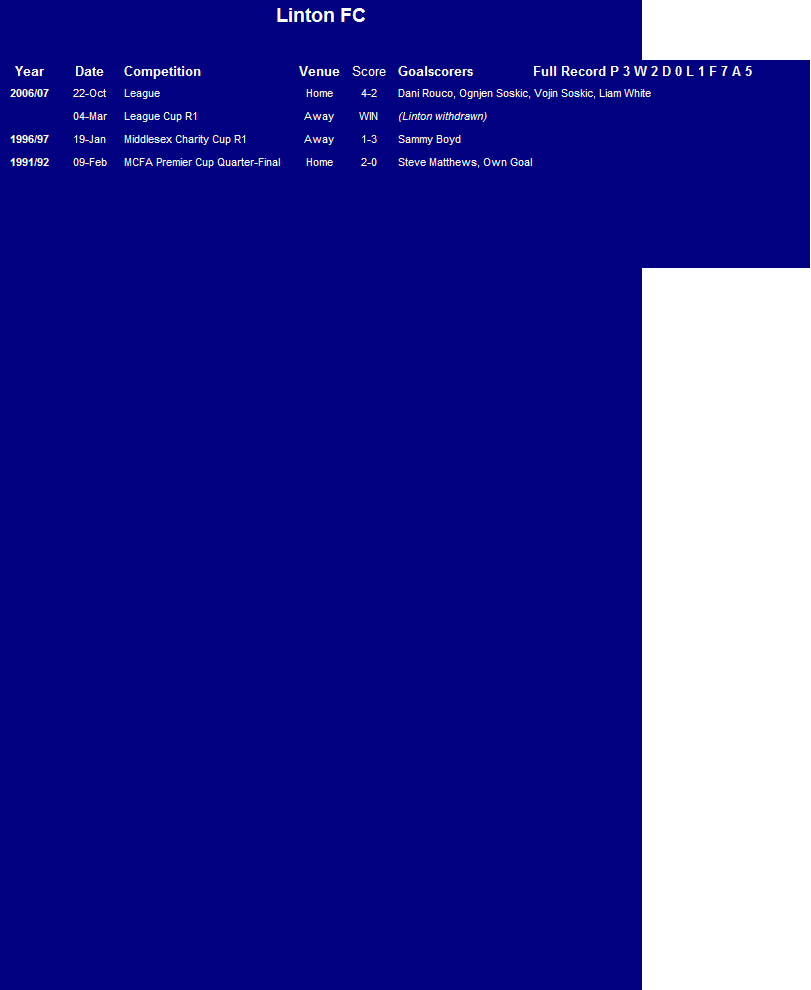 Linton FC
Year Date Competition Venue Score Goalscorers Full Record P 3 W 2 D 0 L 1 F 7 A 5
2006/07 22-Oct League Home 4-2 Dani Rouco, Ognjen Soskic, Vojin Soskic, Liam White
04-Mar League Cup R1 Away WIN (Linton withdrawn)
1996/97 19-Jan Middlesex Charity Cup R1 Away 1-3 Sammy Boyd
1991/92 09-Feb MCFA Premier Cup Quarter-Final Home 2-0 Steve Matthews, Own Goal